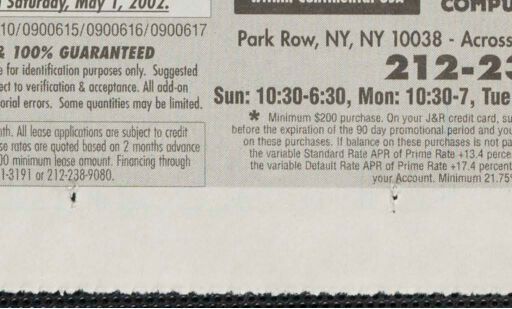 Saturday, May 1, 2002.
10/0900615/0900616/0900617
& 100% GUARANTEED
e for identification purposes only. Suggested
ect to verification & acceptance. All add-on
orial errors. Some quantities may be limited.
nth. All lease applications are subject to credit
se rates are quoted based on 2 months advance
00 minimum lease amount. Financing through
1-3191 or 212-238-9080.
WITHIN CONTINENTAL USA
COMPU
Park Row, NY, NY 10038 - Across
212-23
Sun: 10:30-6:30, Mon: 10:30-7, Tue
* Minimum $200 purchase. On your J&R credit card, su
before the expiration of the 90 day promotional period and you
on these purchases. If balance on these purchases is not pa
the variable Standard Rate APR of Prime Rate +13.4 perce
the variable Default Rate APR of Prime Rate +17.4 percent
your Account. Minimum 21.75%